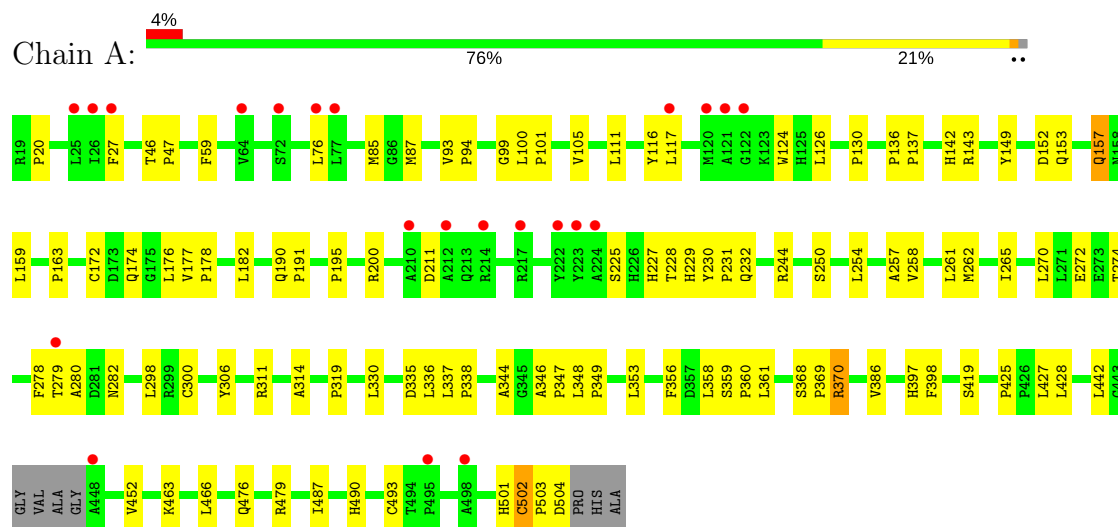 4%
Chain A:
76% 21% ••
R19 P20 L25 I26 F27 T46 P47 F59 V64 S72 L76 L77 M85 G86 M87 V93 P94 G99 L100 P101 V105 L111 Y116 L117 M120 A121 G122 K123 W124 H125 L126 P130 P136 P137 H142 R143 Y149 D152 Q153 Q157
L159 P163 C172 D173 Q174 G175 L176 V177 P178 L182 Q190 P191 P195 R200 A210 D211 A212 Q213 R214 R217 Y222 Y223 A224 S225 H226 H227 T228 H229 Y230 P231 Q232 R244 S250 L254 A257 V258 L261 M262 I265 L270 L271 E272 E273 T274
F278 T279 A280 D281 N282 L298 R299 C300 Y306 R311 A314 P319 L330 D335 L336 L337 P338 A344 G345 A346 P347 L348 P349 L353 F356 D357 L358 S359 P360 L361 S368 P369 R370 V386 H397 F398 S419 P425 P426 L427 L428 L442 G443
GLY VAL ALA GLY A448 V452 K463 L466 Q476 R479 I487 H490 C493 T494 P495 A498 H501 C502 P503 D504 PRO HIS ALA